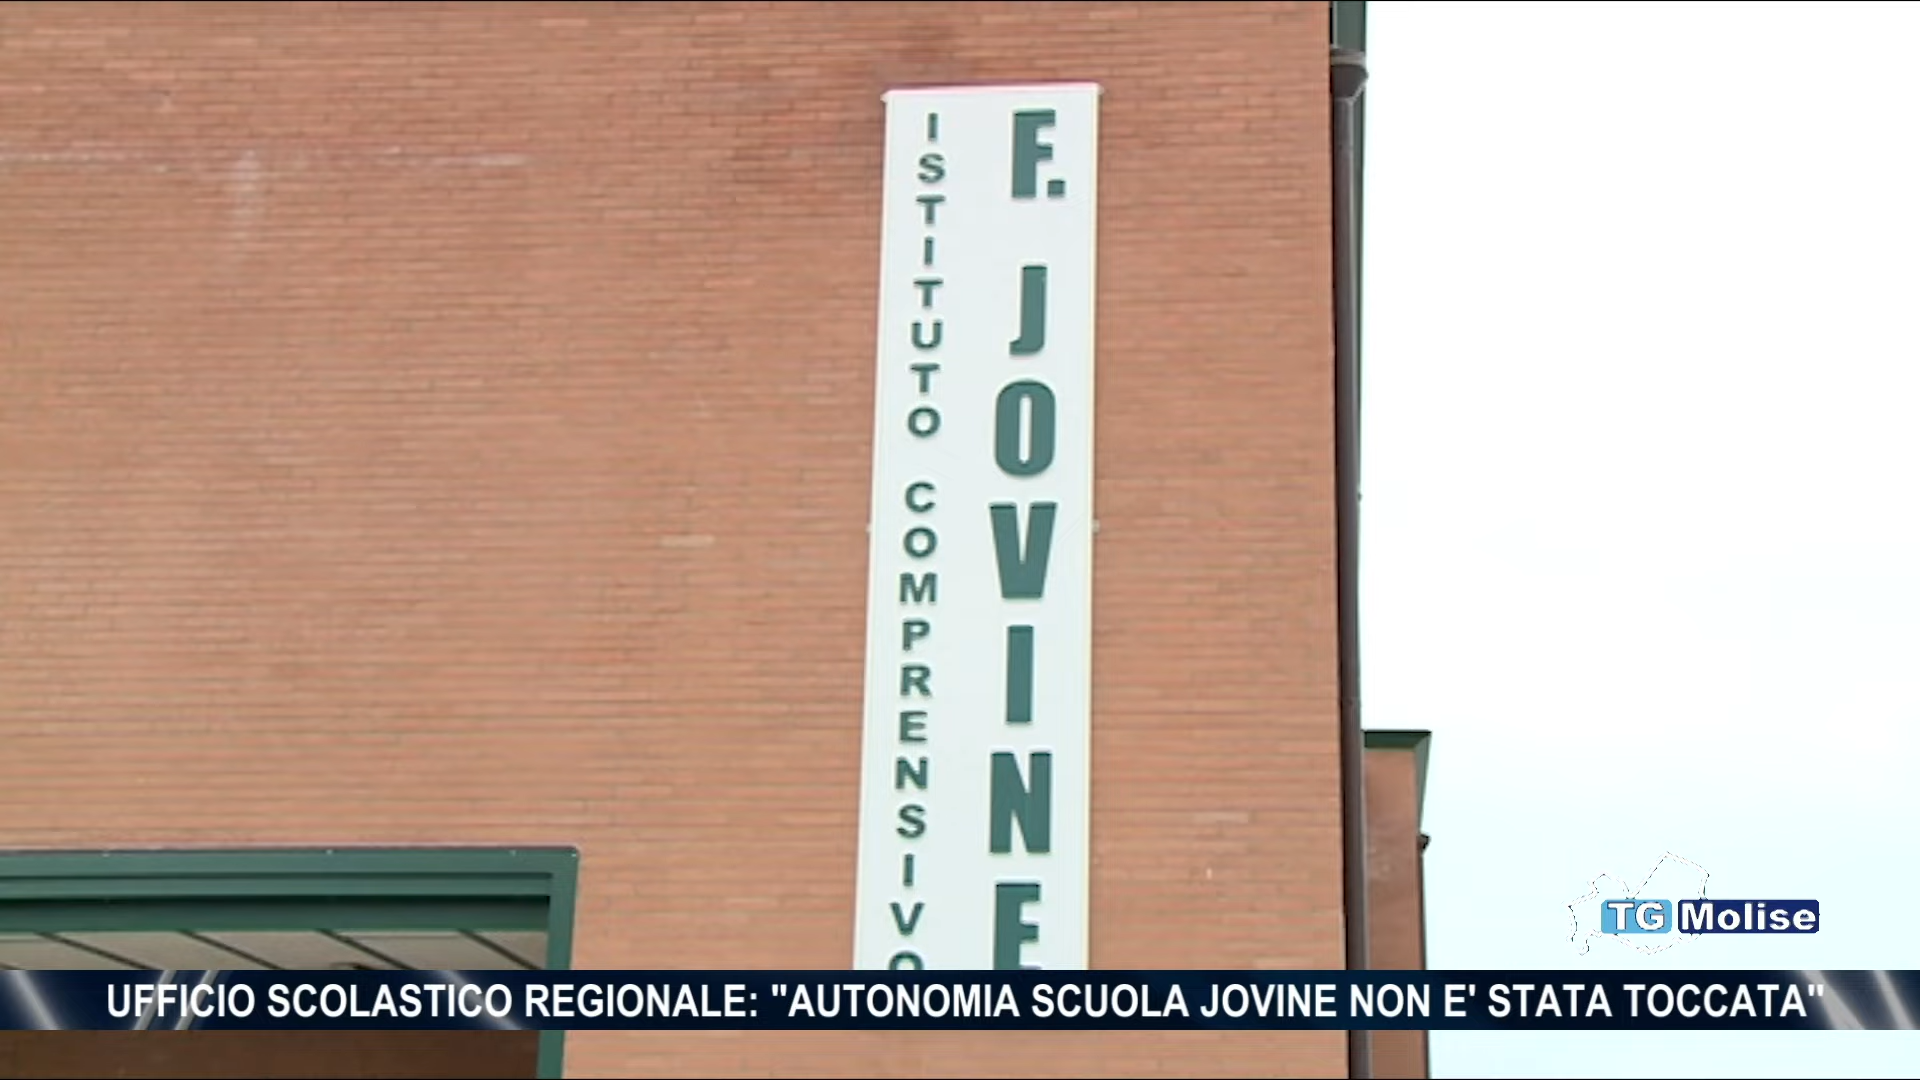 ISTITUTO COMPRENSIVO
F. JOVINE
TG Molise
UFFICIO SCOLASTICO REGIONALE: "AUTONOMIA SCUOLA JOVINE NON E' STATA TOCCATA"